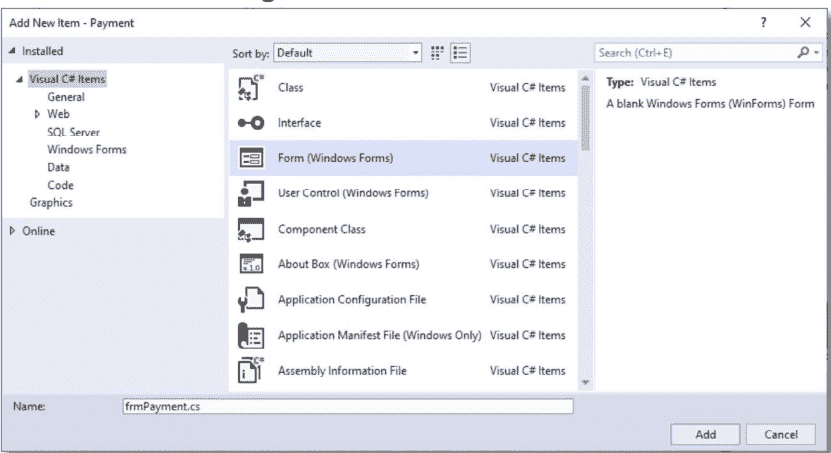 Add New Item - Payment ? X
Installed
Sort by: Default
Search (Ctrl+E)
Visual C# Items
General
Web
SQL Server
Windows Forms
Data
Code
Graphics
Online
Class Visual C# Items
Interface Visual C# Items
Form (Windows Forms) Visual C# Items
User Control (Windows Forms) Visual C# Items
Component Class Visual C# Items
About Box (Windows Forms) Visual C# Items
Application Configuration File Visual C# Items
Application Manifest File (Windows Only) Visual C# Items
Assembly Information File Visual C# Items
Type: Visual C# Items
A blank Windows Forms (WinForms) Form
Name: frmPayment.cs
Add Cancel